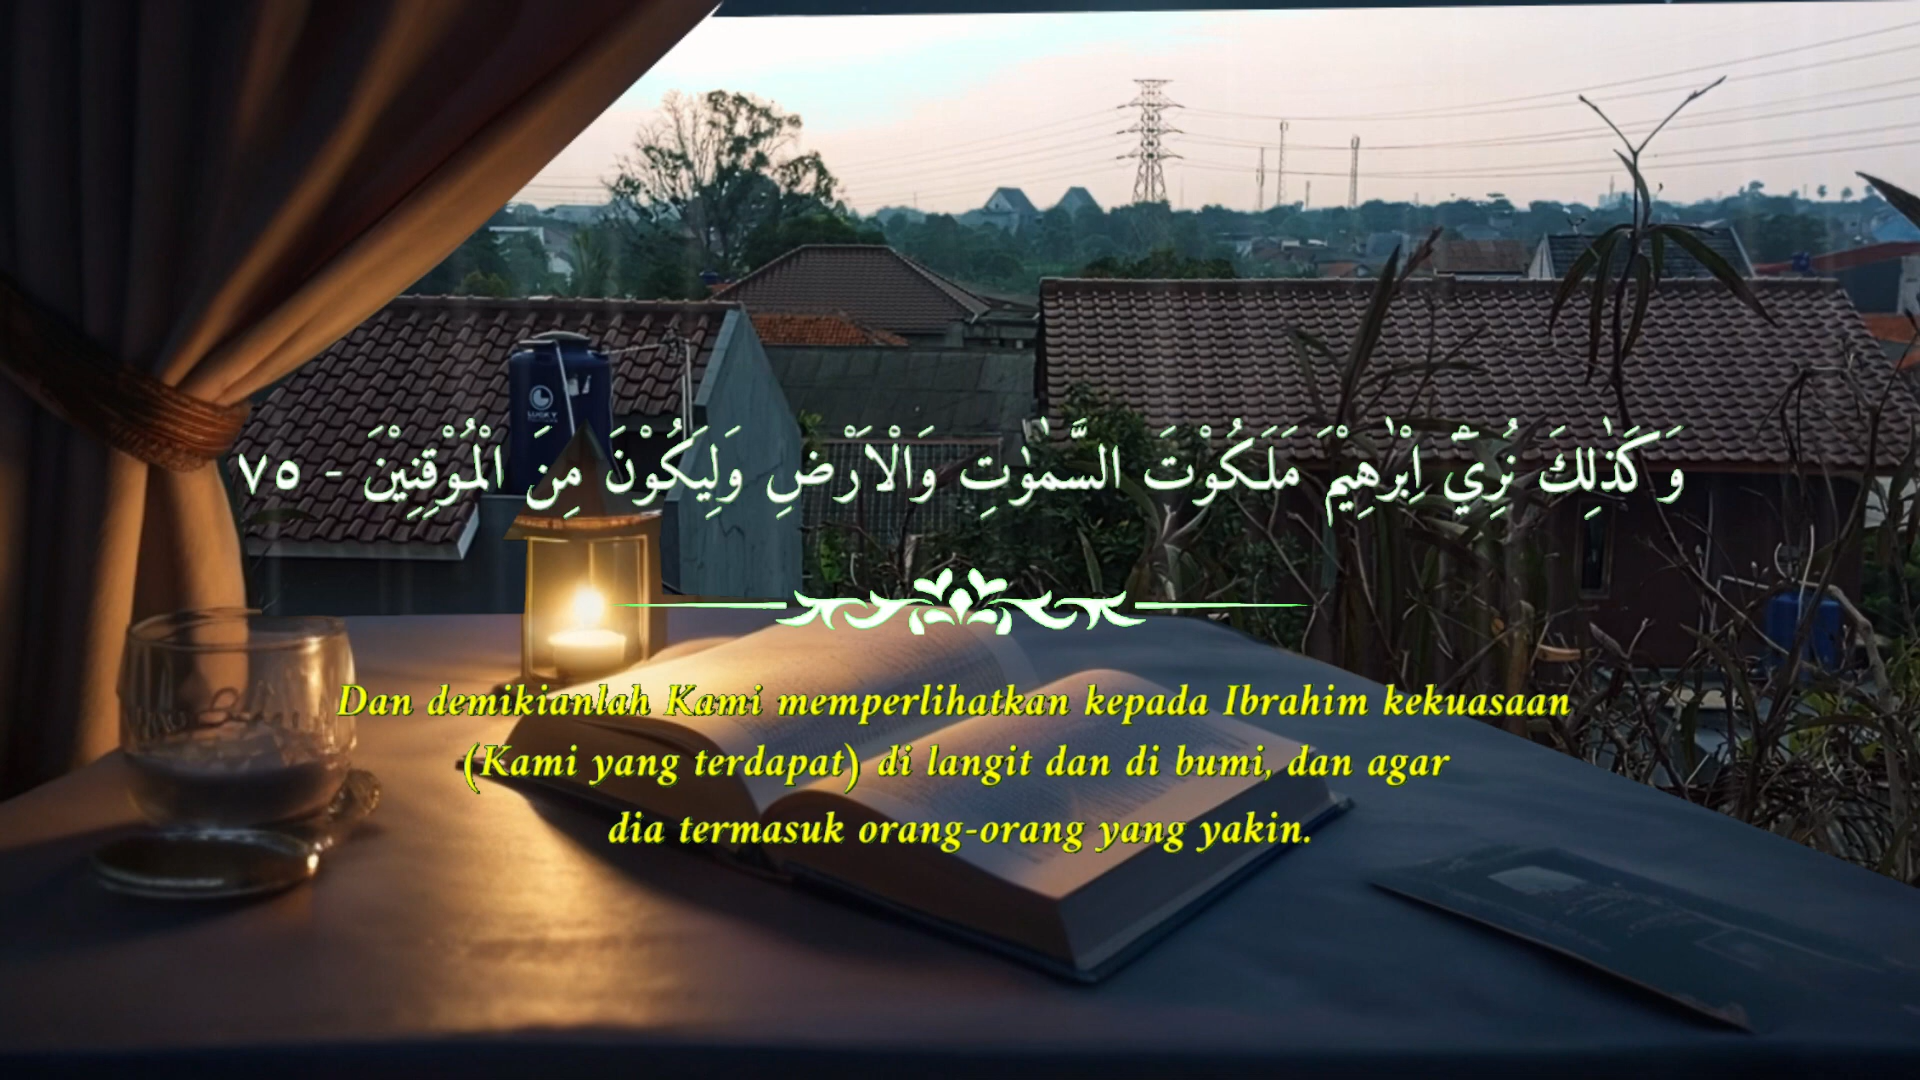 وَكَذٰلِكَ نُرِيْٓ اِبْرٰهِيْمَ مَلَكُوْتَ السَّمٰوٰتِ وَالْاَرْضِ وَلِيَكُوْنَ مِنَ الْمُوْقِنِيْنَ - ٧٥
LUCKY
Dan demikianlah Kami memperlihatkan kepada Ibrahim kekuasaan
(Kami yang terdapat) di langit dan di bumi, dan agar
dia termasuk orang-orang yang yakin.